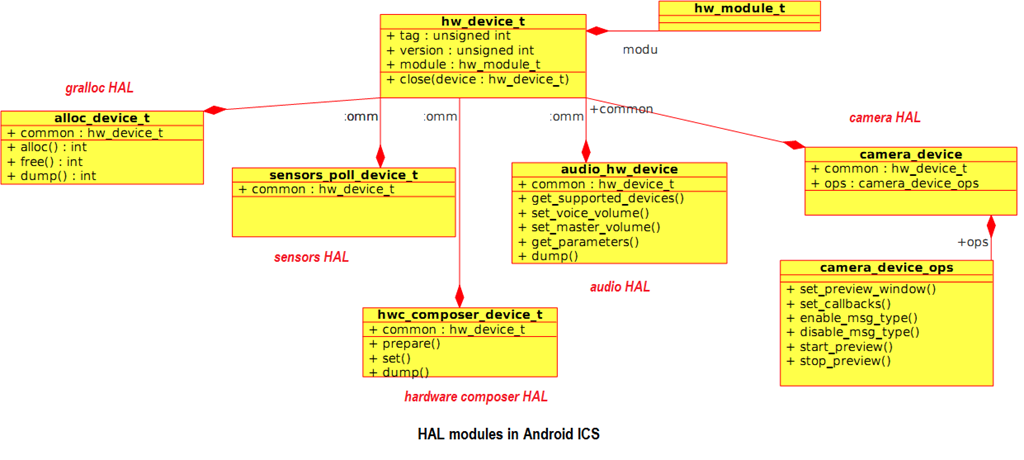 hw_module_t
hw_device_t
+ tag : unsigned int
+ version : unsigned int
+ module : hw_module_t
+ close(device : hw_device_t)
modu
gralloc HAL
alloc_device_t
+ common : hw_device_t
+ alloc() : int
+ free() : int
+ dump() : int
:omm
:omm
:omm
+common
camera HAL
sensors_poll_device_t
+ common : hw_device_t
sensors HAL
audio_hw_device
+ common : hw_device_t
+ get_supported_devices()
+ set_voice_volume()
+ set_master_volume()
+ get_parameters()
+ dump()
audio HAL
camera_device
+ common : hw_device_t
+ ops : camera_device_ops
+ops
camera_device_ops
+ set_preview_window()
+ set_callbacks()
+ enable_msg_type()
+ disable_msg_type()
+ start_preview()
+ stop_preview()
hwc_composer_device_t
+ common : hw_device_t
+ prepare()
+ set()
+ dump()
hardware composer HAL
HAL modules in Android ICS